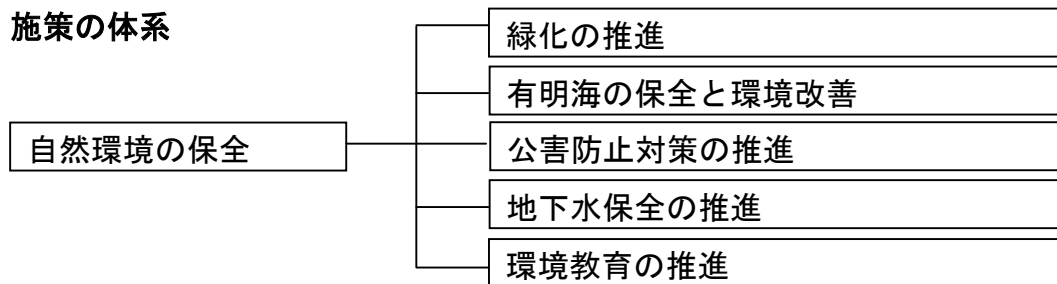 施策の体系
緑化の推進
有明海の保全と環境改善
自然環境の保全
公害防止対策の推進
地下水保全の推進
環境教育の推進